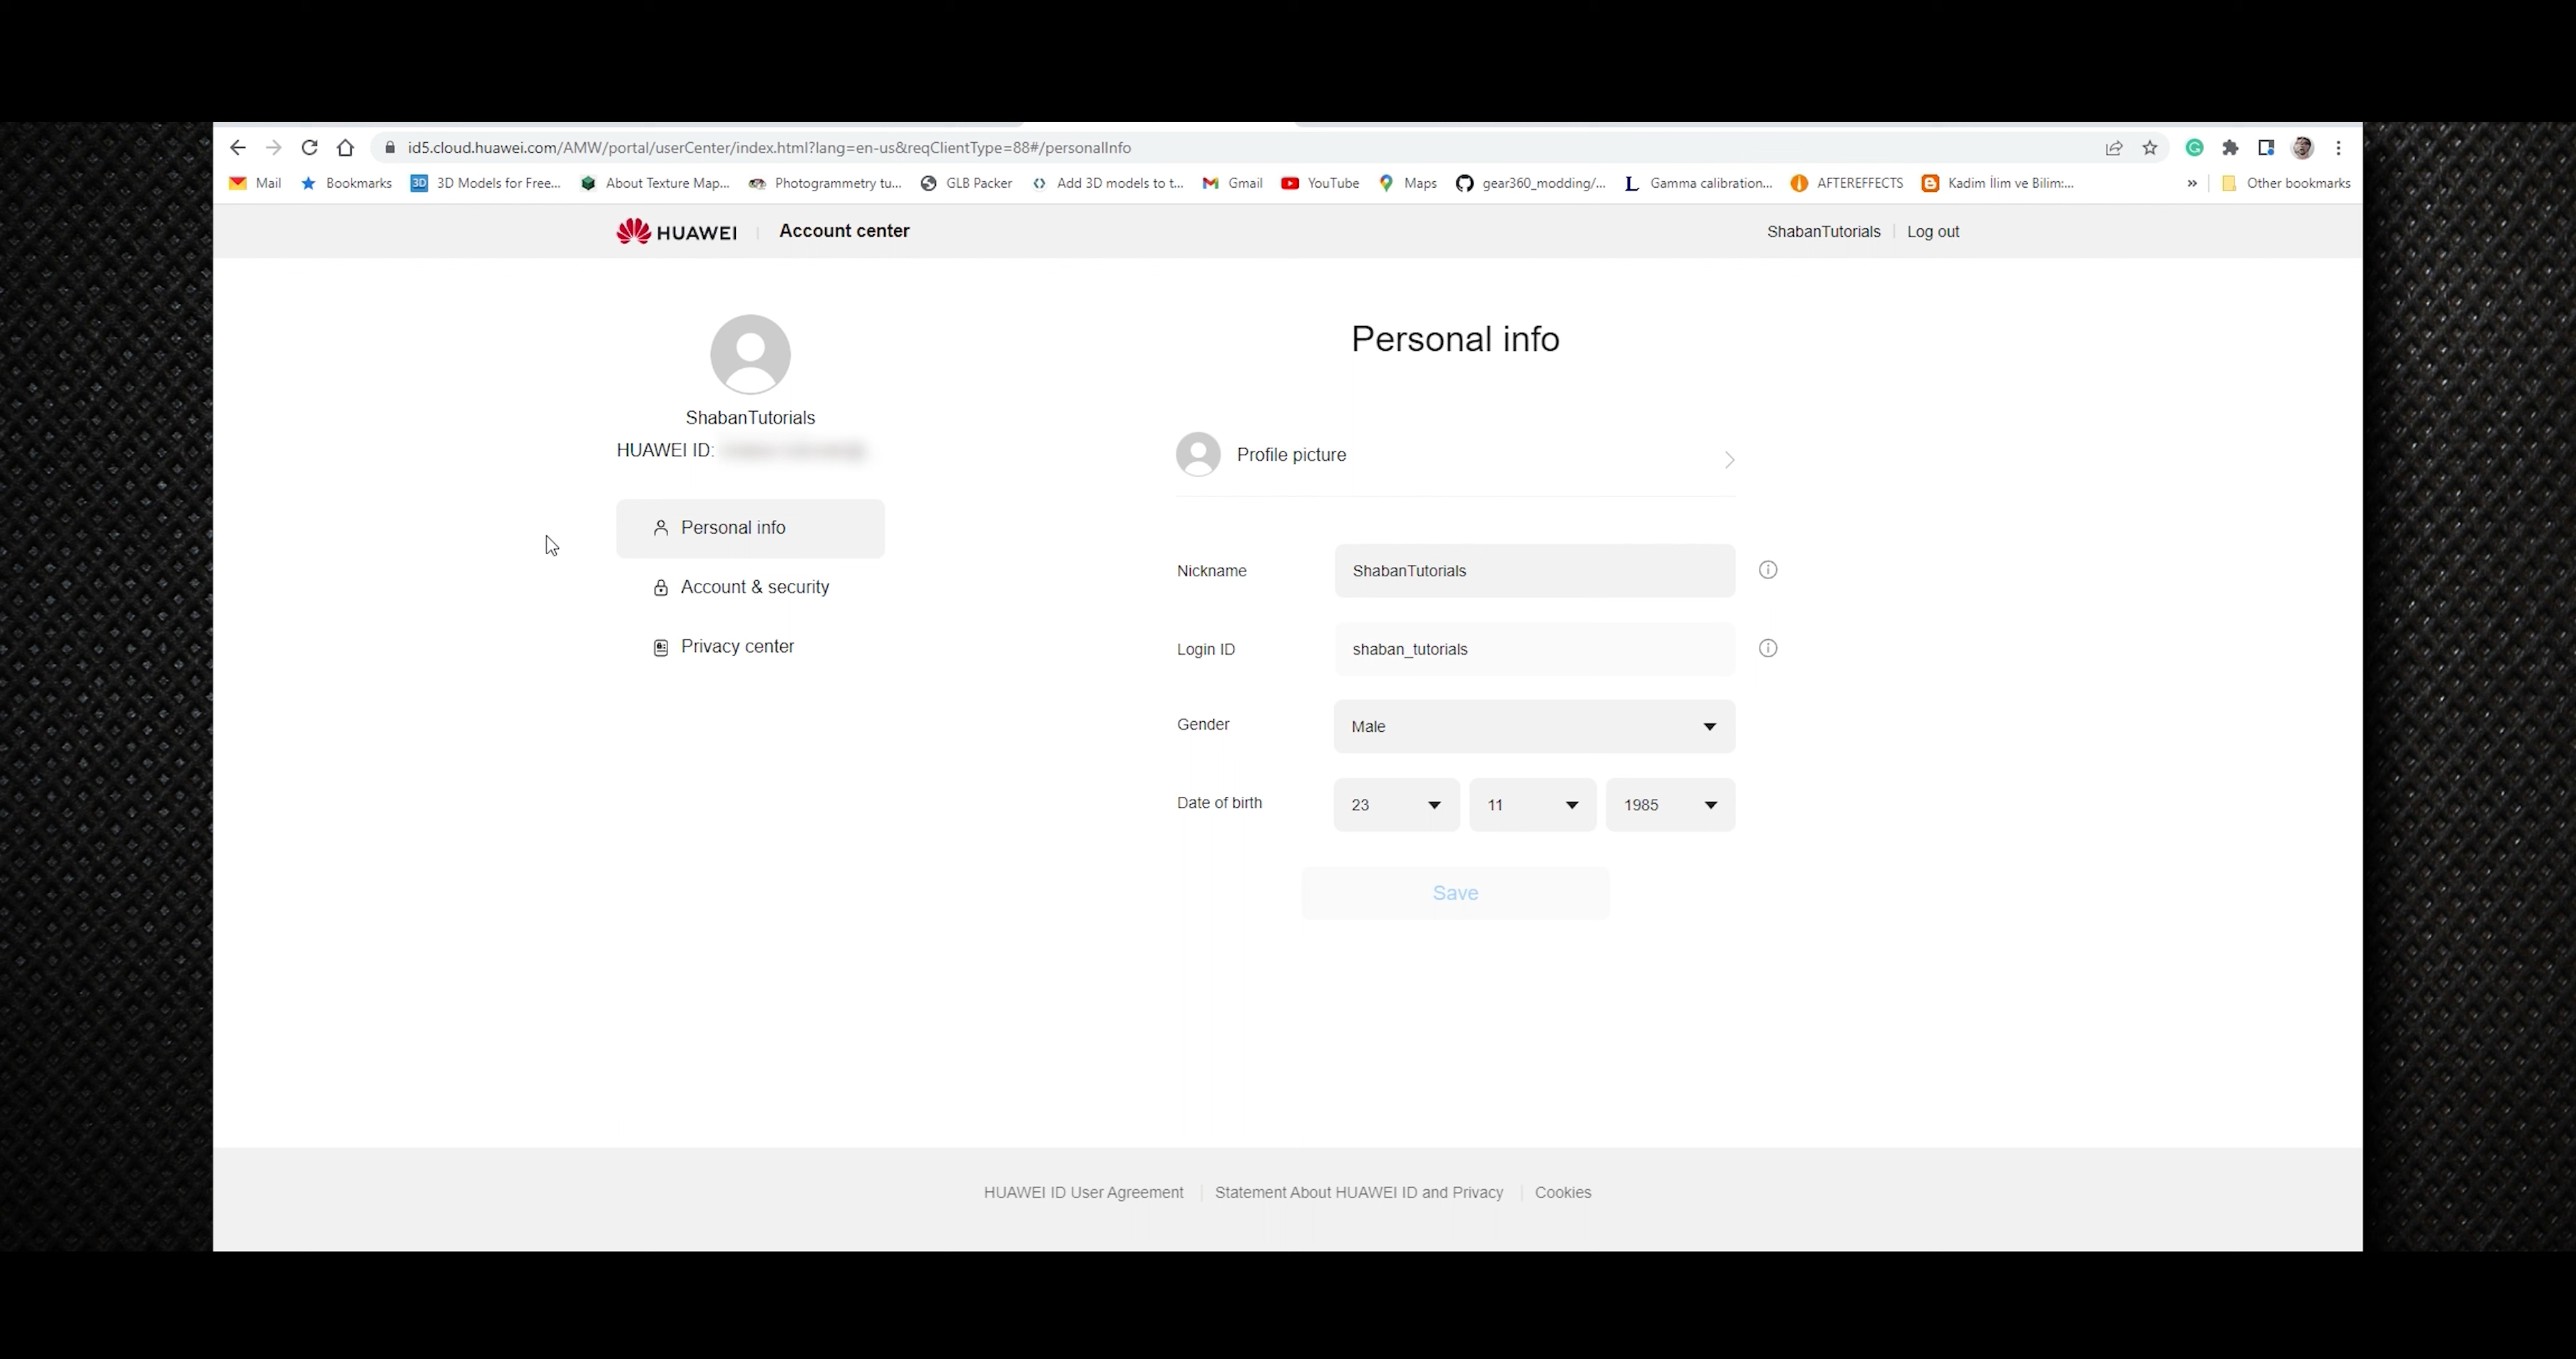 id5.cloud.huawei.com/AMW/portal/userCenter/index.html?lang=en-us&reqClientType=88#/personalInfo
Mail Bookmarks 3D 3D Models for Free... About Texture Map... Photogrammetry tu... GLB Packer Add 3D models to t... Gmail YouTube Maps gear360_modding/... L Gamma calibration... AFTEREFFECTS Kadim İlim ve Bilim:... » Other bookmarks
HUAWEI Account center ShabanTutorials Log out
ShabanTutorials
HUAWEI ID:
Personal info
Account & security
Privacy center
Personal info
Profile picture
Nickname ShabanTutorials
Login ID shaban_tutorials
Gender Male
Date of birth 23 11 1985
Save
HUAWEI ID User Agreement Statement About HUAWEI ID and Privacy Cookies